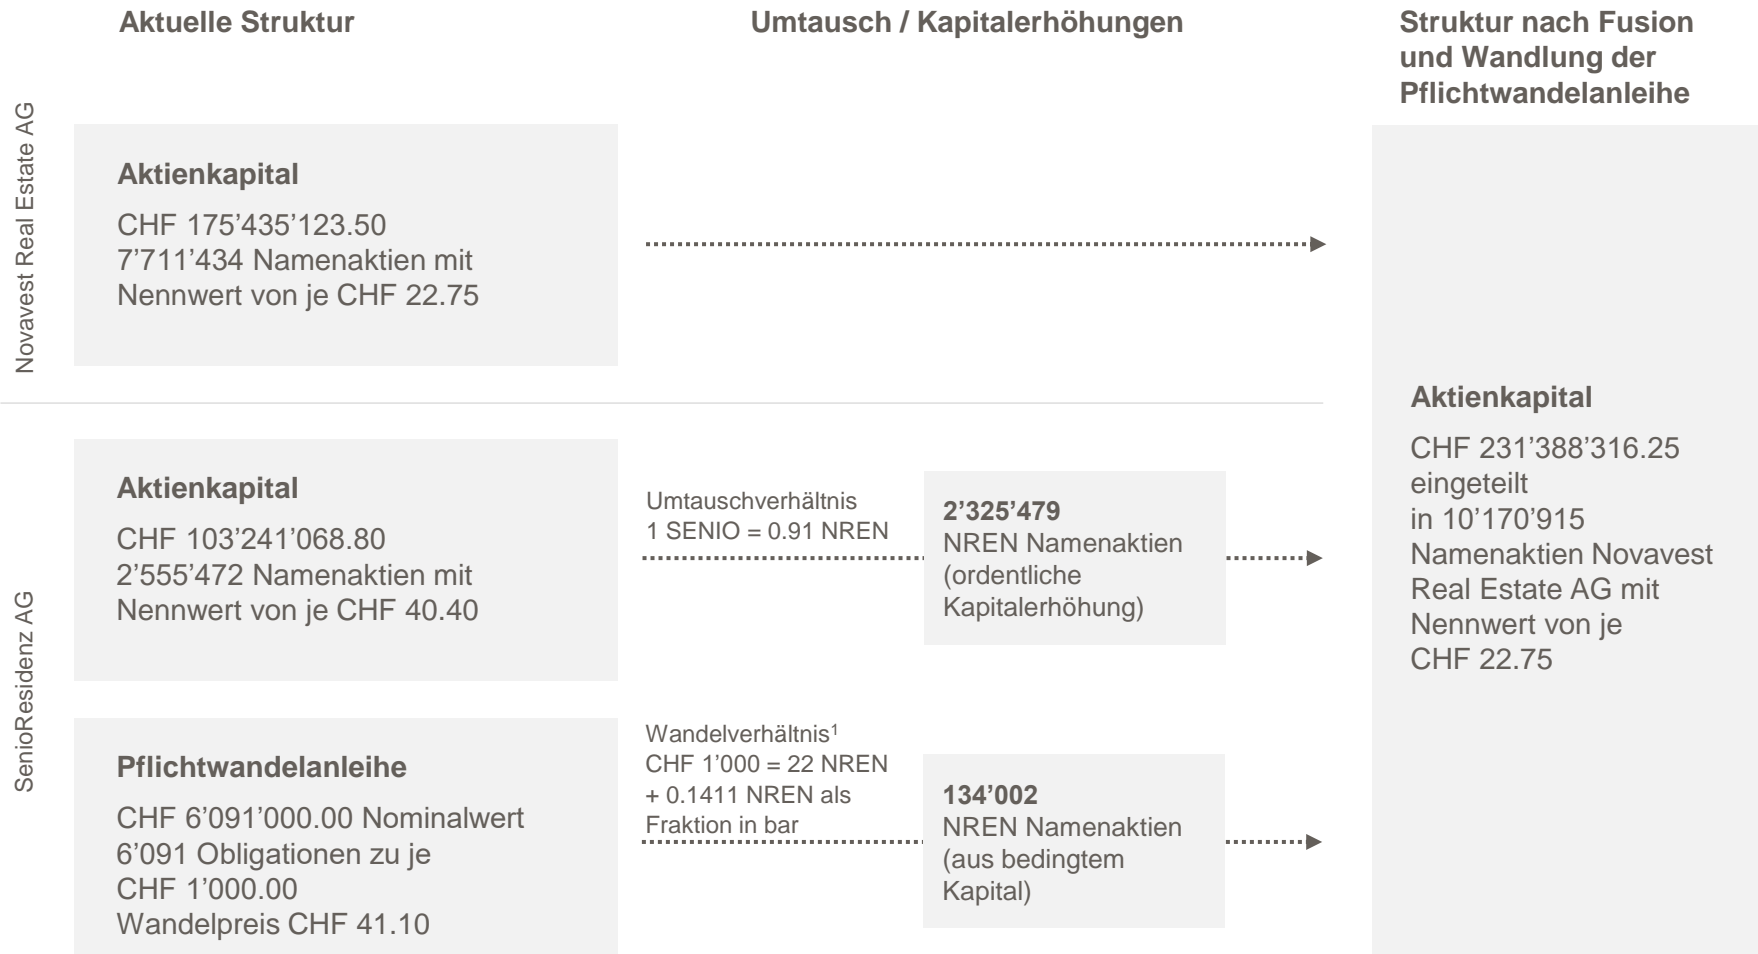 Aktuelle Struktur
Umtausch / Kapitalerhöhungen
Struktur nach Fusion
und Wandlung der
Pflichtwandelanleihe
Novavest Real Estate AG
Aktienkapital
CHF 175’435’123.50
7’711’434 Namenaktien mit
Nennwert von je CHF 22.75
SenioResidenz AG
Aktienkapital
CHF 103’241’068.80
2’555’472 Namenaktien mit
Nennwert von je CHF 40.40
Umtauschverhältnis
1 SENIO = 0.91 NREN
2’325’479
NREN Namenaktien
(ordentliche
Kapitalerhöhung)
Pflichtwandelanleihe
CHF 6’091’000.00 Nominalwert
6’091 Obligationen zu je
CHF 1’000.00
Wandelpreis CHF 41.10
Wandelverhältnis¹
CHF 1’000 = 22 NREN
+ 0.1411 NREN als
Fraktion in bar
134’002
NREN Namenaktien
(aus bedingtem
Kapital)
Aktienkapital
CHF 231’388’316.25
eingeteilt
in 10’170’915
Namenaktien Novavest
Real Estate AG mit
Nennwert von je
CHF 22.75